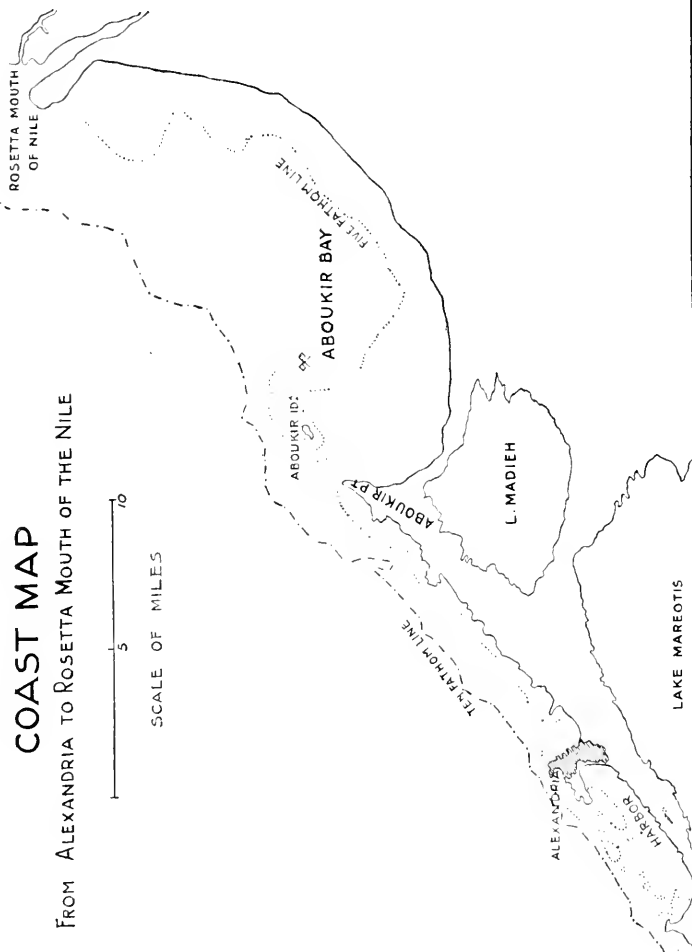 COAST MAP
FROM ALEXANDRIA TO ROSETTA MOUTH OF THE NILE
5
10
SCALE OF MILES
ROSETTA MOUTH
OF NILE
FIVE FATHOM LINE
ABOUKIR BAY
ABOUKIR IDS
ABOUKIR PT
L. MADIEH
TEN FATHOM LINE
ALEXANDRIA
HARBOR
LAKE MAREOTIS